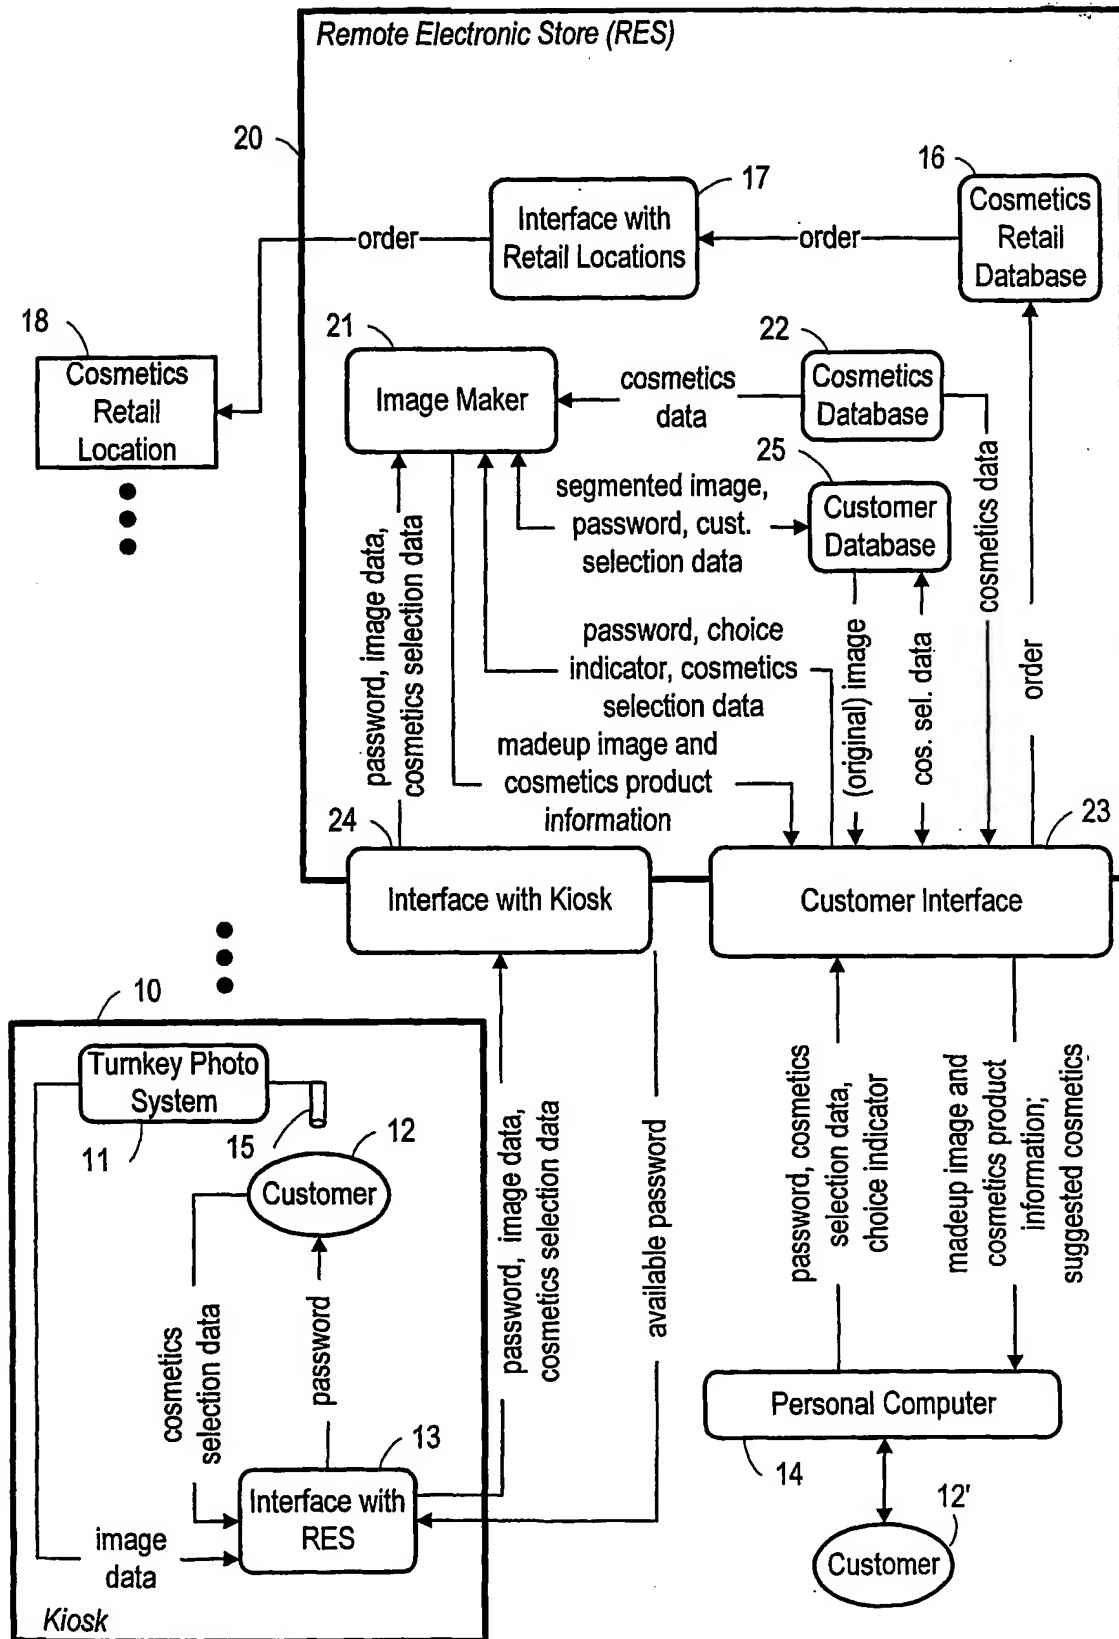 Remote Electronic Store (RES)
20
17
16
Interface with
Retail Locations
Cosmetics
Retail
Database
order
order
18
Cosmetics
Retail
Location
21
Image Maker
cosmetics
data
22
Cosmetics
Database
25
Customer
Database
segmented image,
password, cust.
selection data
password, image data,
cosmetics selection data
password, choice
indicator, cosmetics
selection data
madeup image and
cosmetics product
information
(original) image
cos. sel. data
cosmetics data
order
24
Interface with Kiosk
23
Customer Interface
10
Turnkey Photo
System
11
15
12
Customer
cosmetics
selection data
password
13
Interface with
RES
image
data
Kiosk
password, image data,
cosmetics selection data
available password
password, cosmetics
selection data,
choice indicator
madeup image and
cosmetics product
information;
suggested cosmetics
Personal Computer
14
12'
Customer